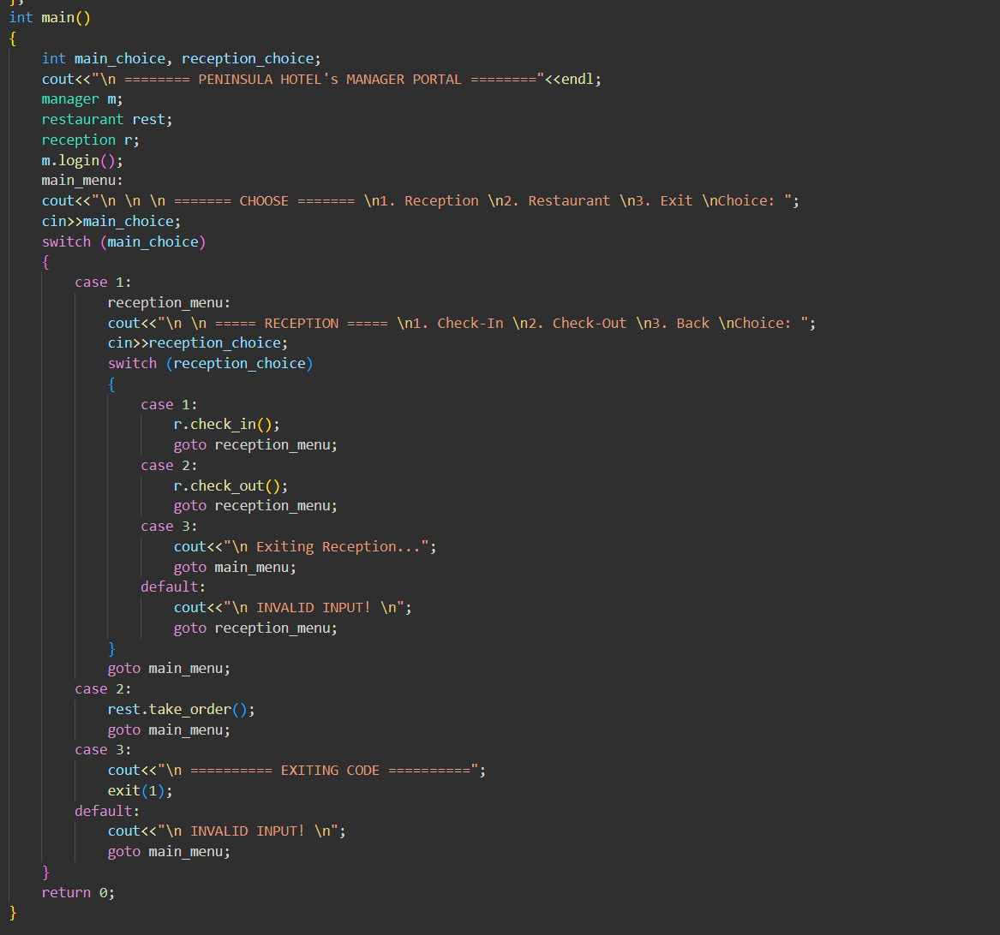 };
int main()
{
    int main_choice, reception_choice;
    cout<<"\n ======== PENINSULA HOTEL's MANAGER PORTAL ========"<<endl;
    manager m;
    restaurant rest;
    reception r;
    m.login();
    main_menu:
    cout<<"\n \n \n ======= CHOOSE ======= \n1. Reception \n2. Restaurant \n3. Exit \nChoice: ";
    cin>>main_choice;
    switch (main_choice)
    {
        case 1:
            reception_menu:
            cout<<"\n \n ===== RECEPTION ===== \n1. Check-In \n2. Check-Out \n3. Back \nChoice: ";
            cin>>reception_choice;
            switch (reception_choice)
            {
                case 1:
                    r.check_in();
                    goto reception_menu;
                case 2:
                    r.check_out();
                    goto reception_menu;
                case 3:
                    cout<<"\n Exiting Reception...";
                    goto main_menu;
                default:
                    cout<<"\n INVALID INPUT! \n";
                    goto reception_menu;
            }
            goto main_menu;
        case 2:
            rest.take_order();
            goto main_menu;
        case 3:
            cout<<"\n ========== EXITING CODE ==========";
            exit(1);
        default:
            cout<<"\n INVALID INPUT! \n";
            goto main_menu;
    }
    return 0;
}